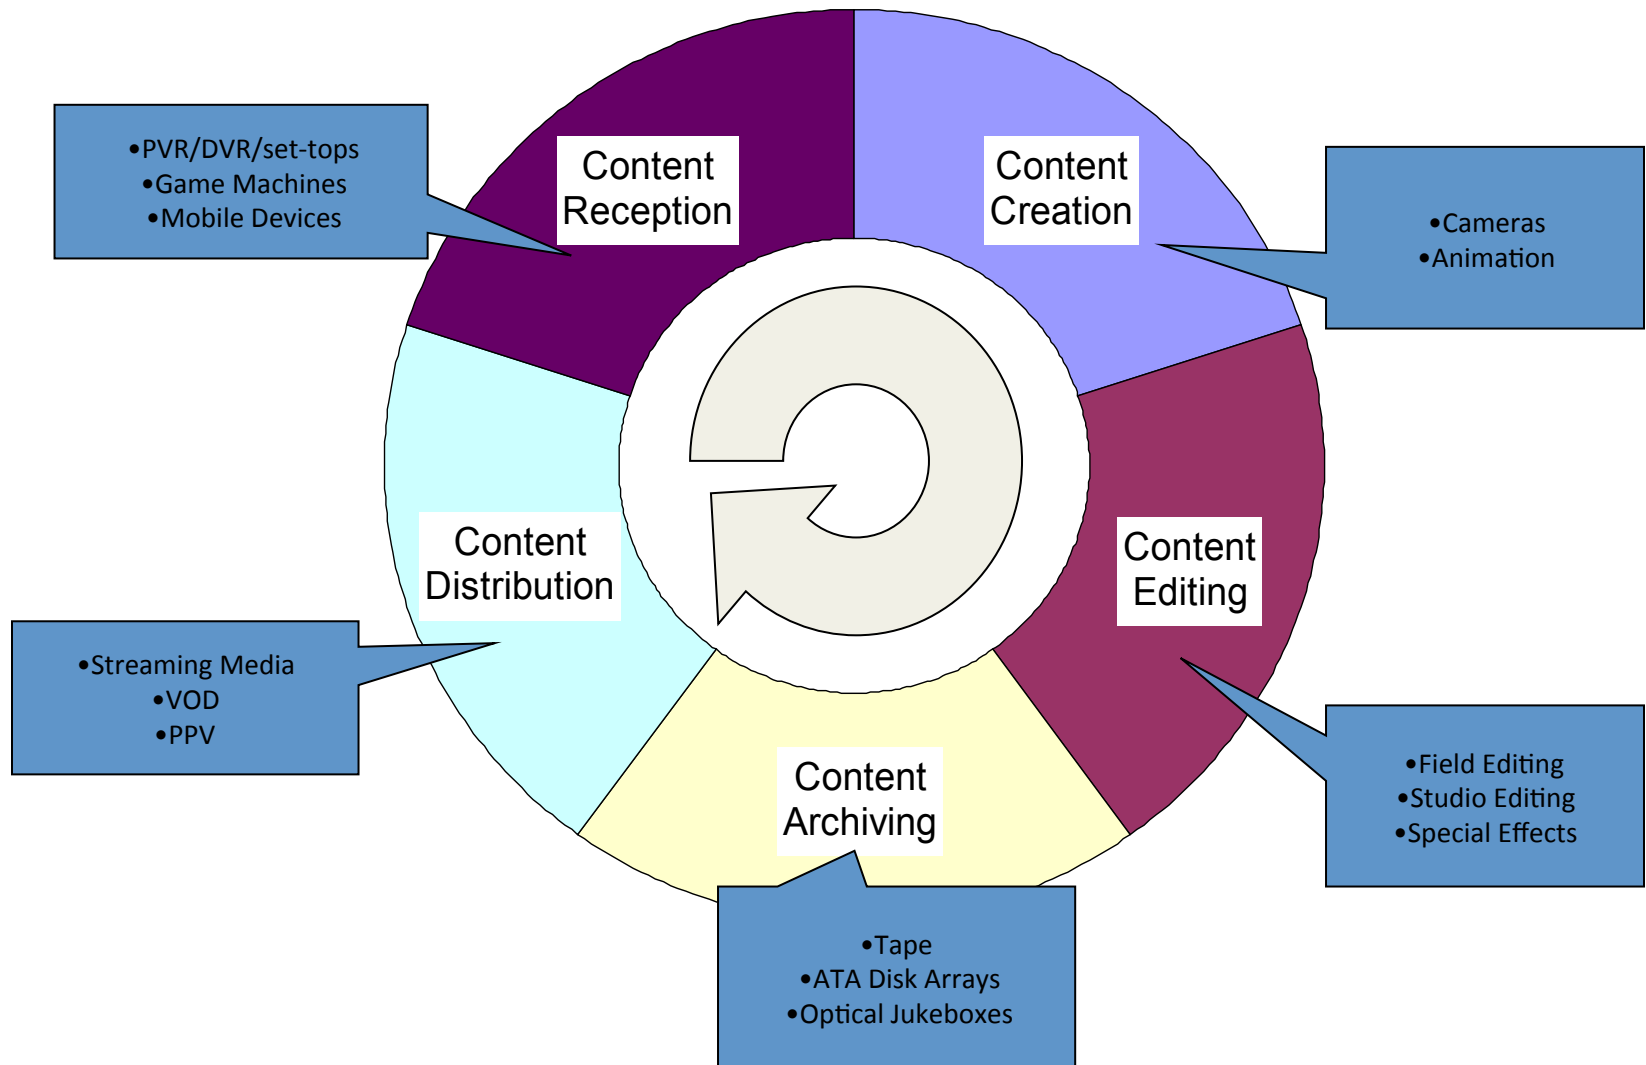 Content
Reception
•PVR/DVR/set-tops
•Game Machines
•Mobile Devices
Content
Creation
•Cameras
•Animation
Content
Editing
•Field Editing
•Studio Editing
•Special Effects
Content
Archiving
•Tape
•ATA Disk Arrays
•Optical Jukeboxes
Content
Distribution
•Streaming Media
•VOD
•PPV